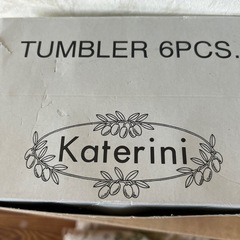 TUMBLER 6PCS.
Katerini